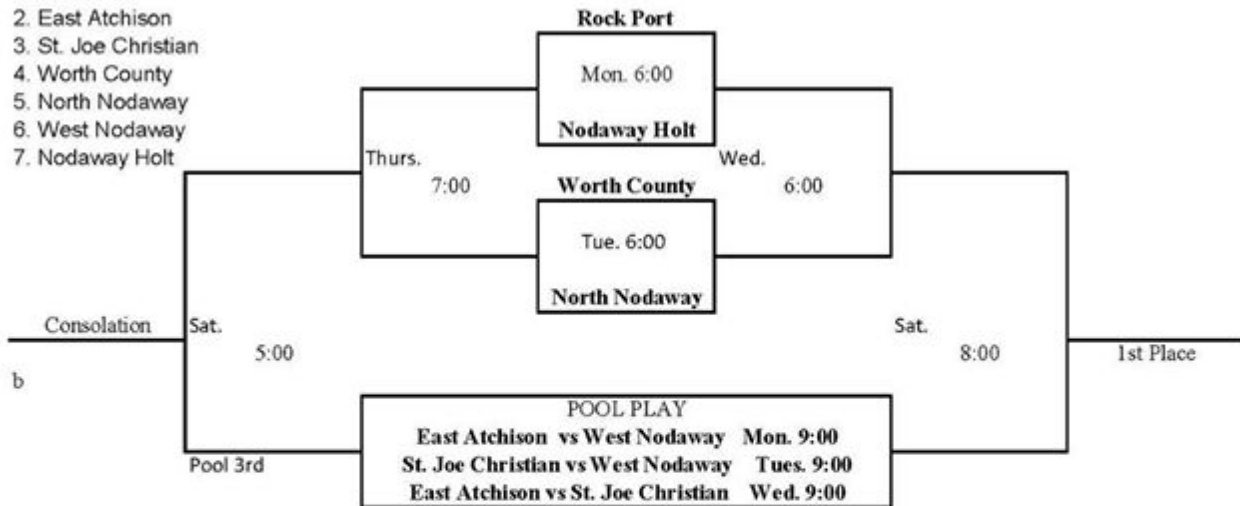 2. East Atchison
3. St. Joe Christian
4. Worth County
5. North Nodaway
6. West Nodaway
7. Nodaway Holt
Rock Port
Mon. 6:00
Nodaway Holt
Thurs.
7:00
Wed.
6:00
Worth County
Tue. 6:00
North Nodaway
Consolation
Sat.
5:00
Sat.
8:00
1st Place
b
POOL PLAY
East Atchison vs West Nodaway Mon. 9:00
St. Joe Christian vs West Nodaway Tues. 9:00
East Atchison vs St. Joe Christian Wed. 9:00
Pool 3rd